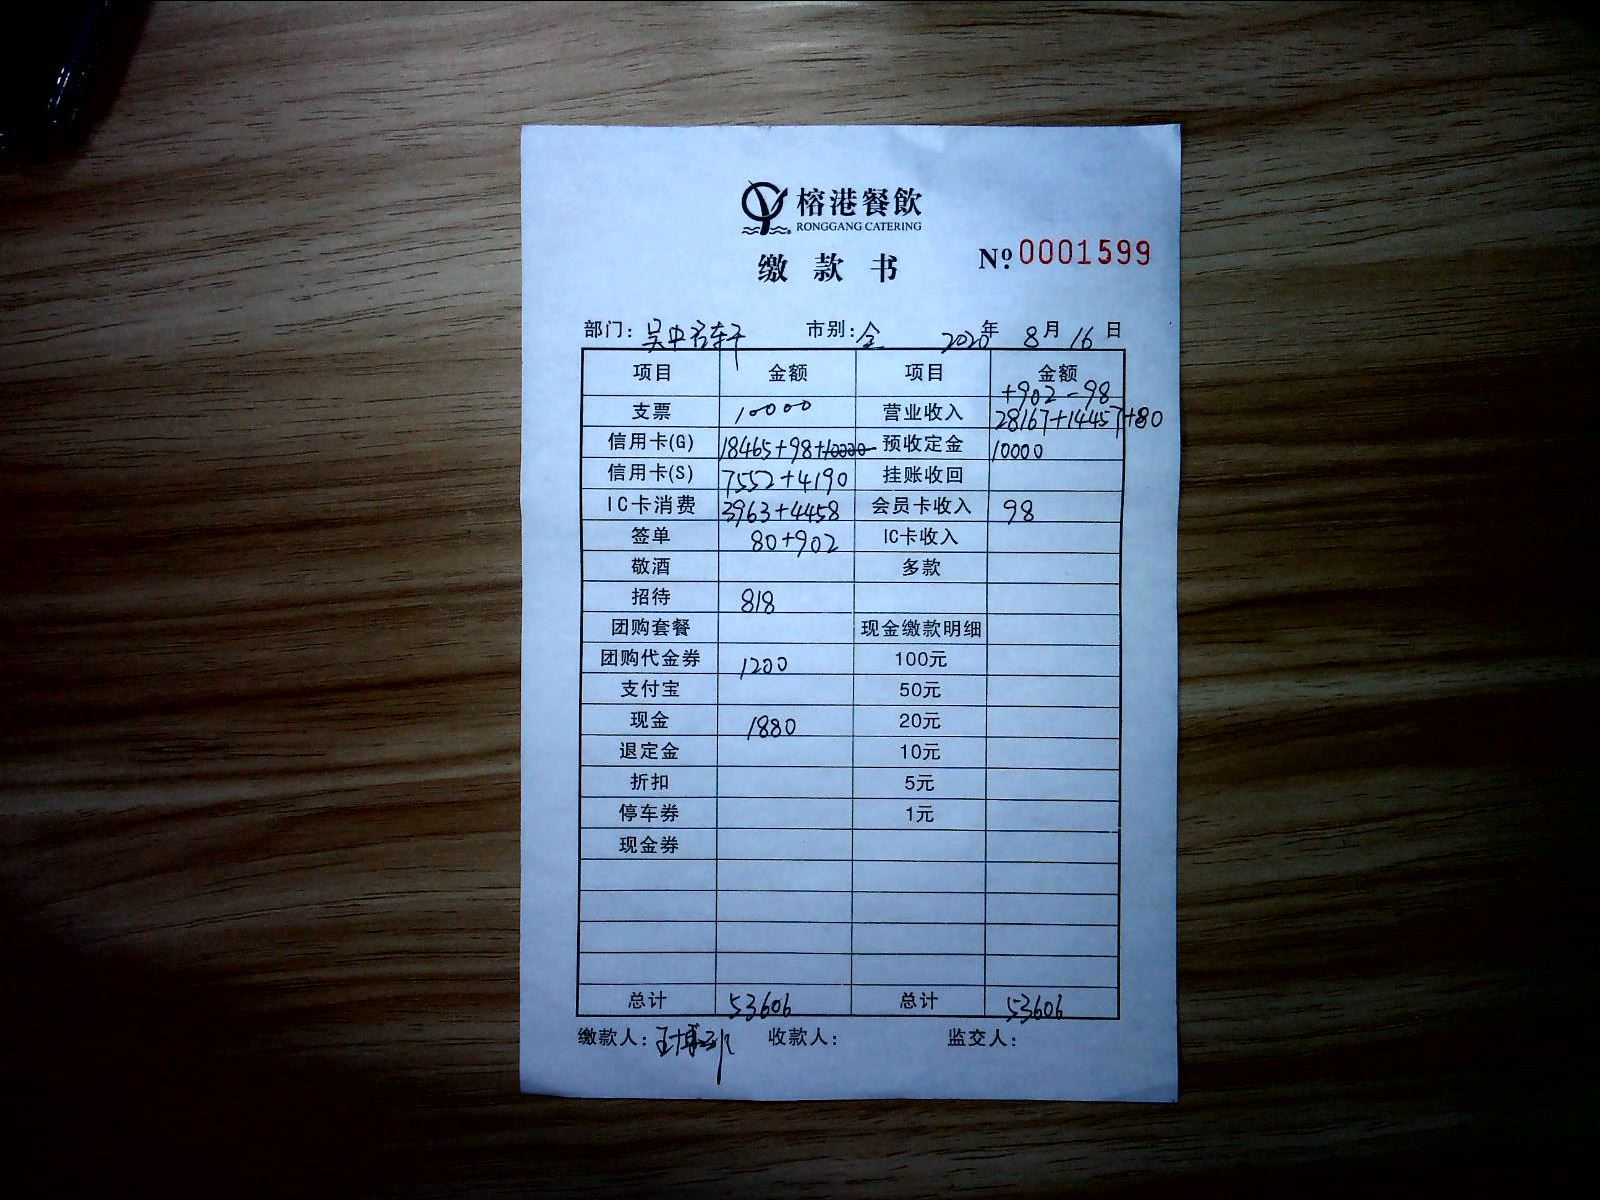 榕港餐飲
RONGGANG CATERING
缴款书 Nº:0001599
部门: 吴中名轩 市别: 全 2020年 8月 16日
项目 金额 项目 金额
+902-98
支票 10000 营业收入 28167+14457+80
信用卡(G) 18465+98+10000 预收定金 10000
信用卡(S) 7552+4190 挂账收回
IC卡消费 3963+4458 会员卡收入 98
签单 80+902 IC卡收入
敬酒 多款
招待 818
团购套餐 现金缴款明细
团购代金券 1200 100元
支付宝 50元
现金 1880 20元
退定金 10元
折扣 5元
停车券 1元
现金券
总计 53606 总计 53606
缴款人: 收款人: 监交人: